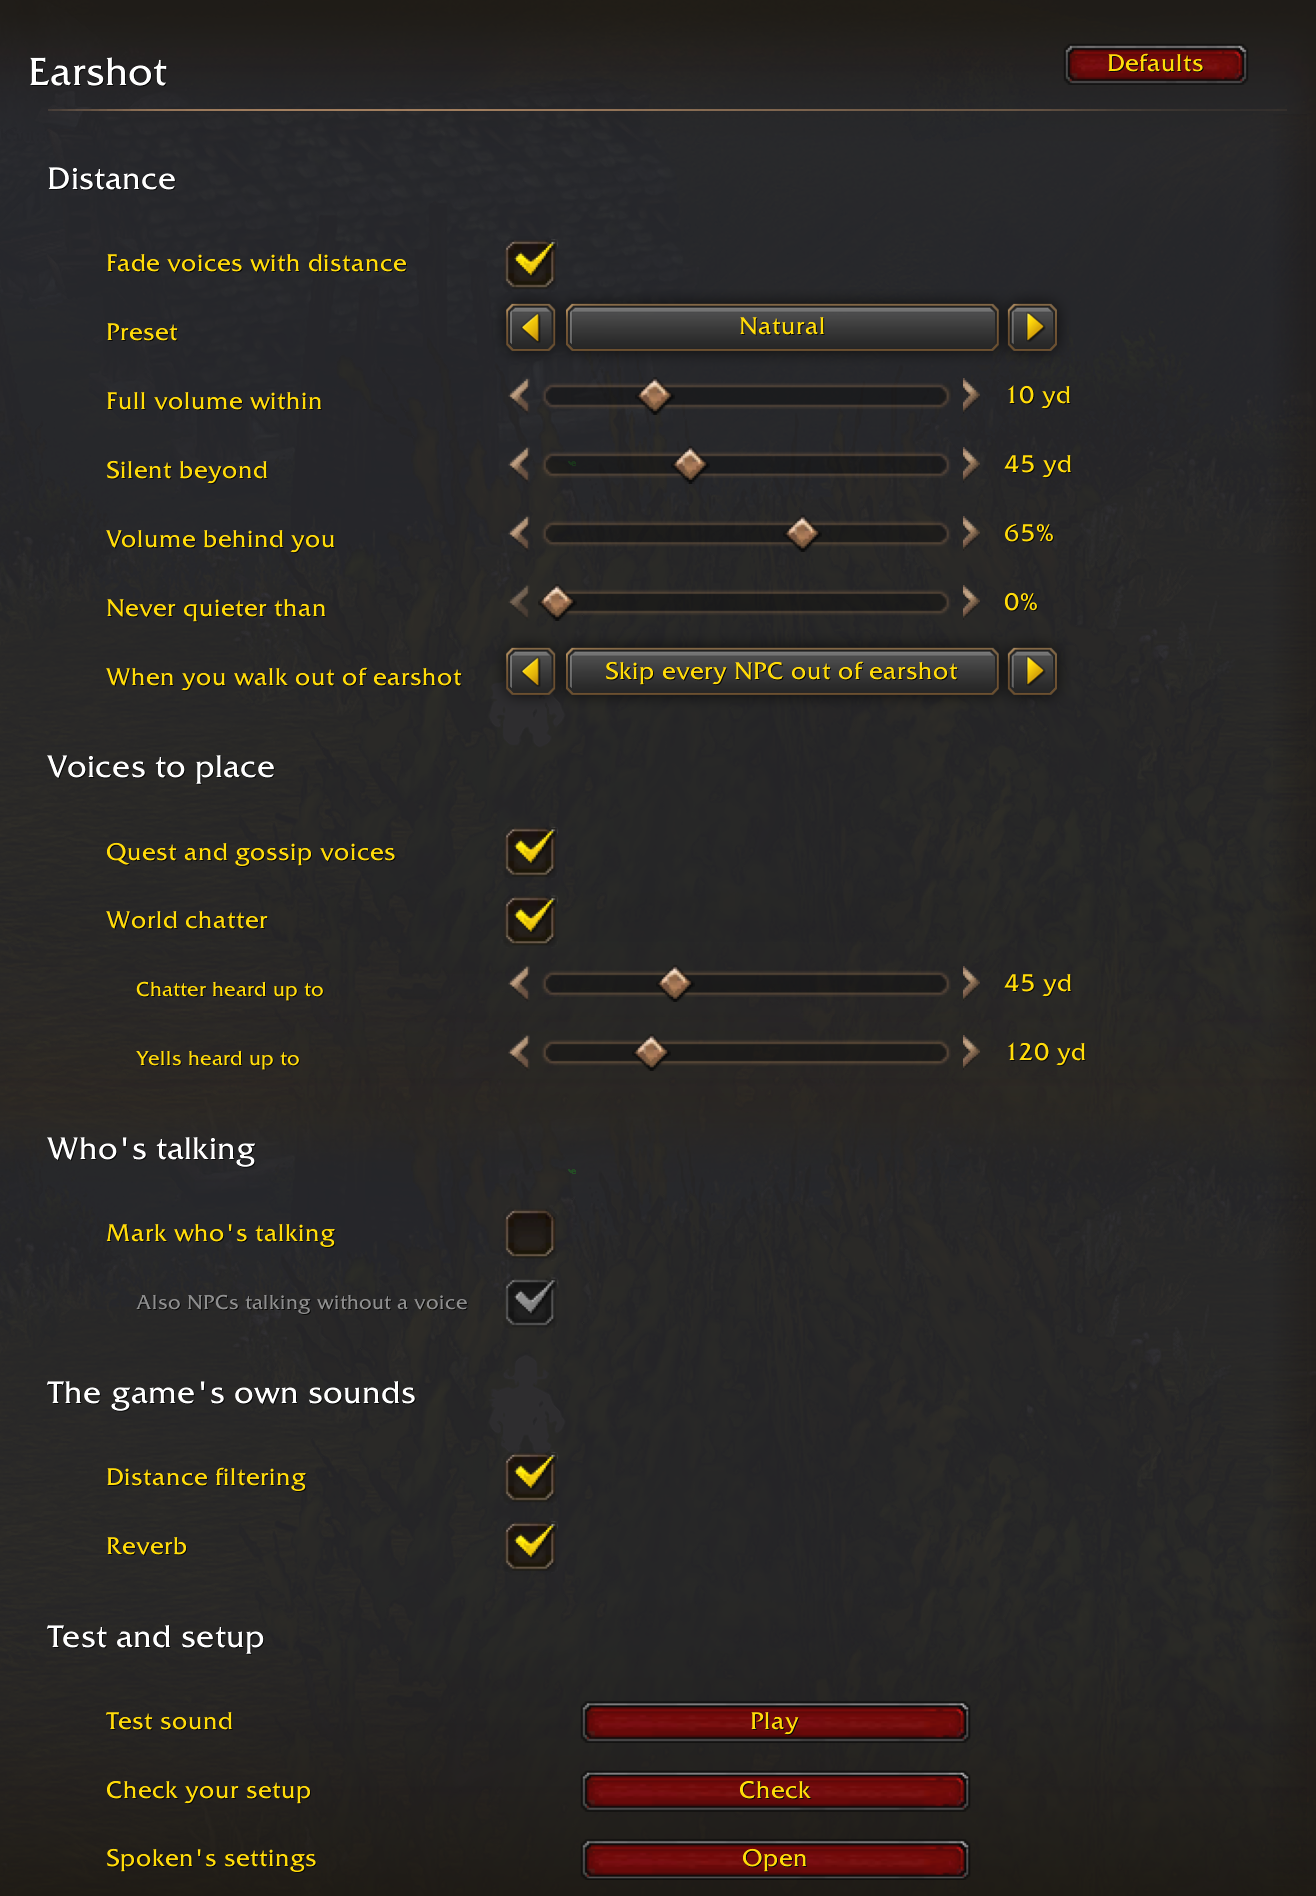 Earshot
Defaults
Distance
Fade voices with distance
Preset
Natural
Full volume within
10 yd
Silent beyond
45 yd
Volume behind you
65%
Never quieter than
0%
When you walk out of earshot
Skip every NPC out of earshot
Voices to place
Quest and gossip voices
World chatter
Chatter heard up to
45 yd
Yells heard up to
120 yd
Who's talking
Mark who's talking
Also NPCs talking without a voice
The game's own sounds
Distance filtering
Reverb
Test and setup
Test sound
Play
Check your setup
Check
Spoken's settings
Open